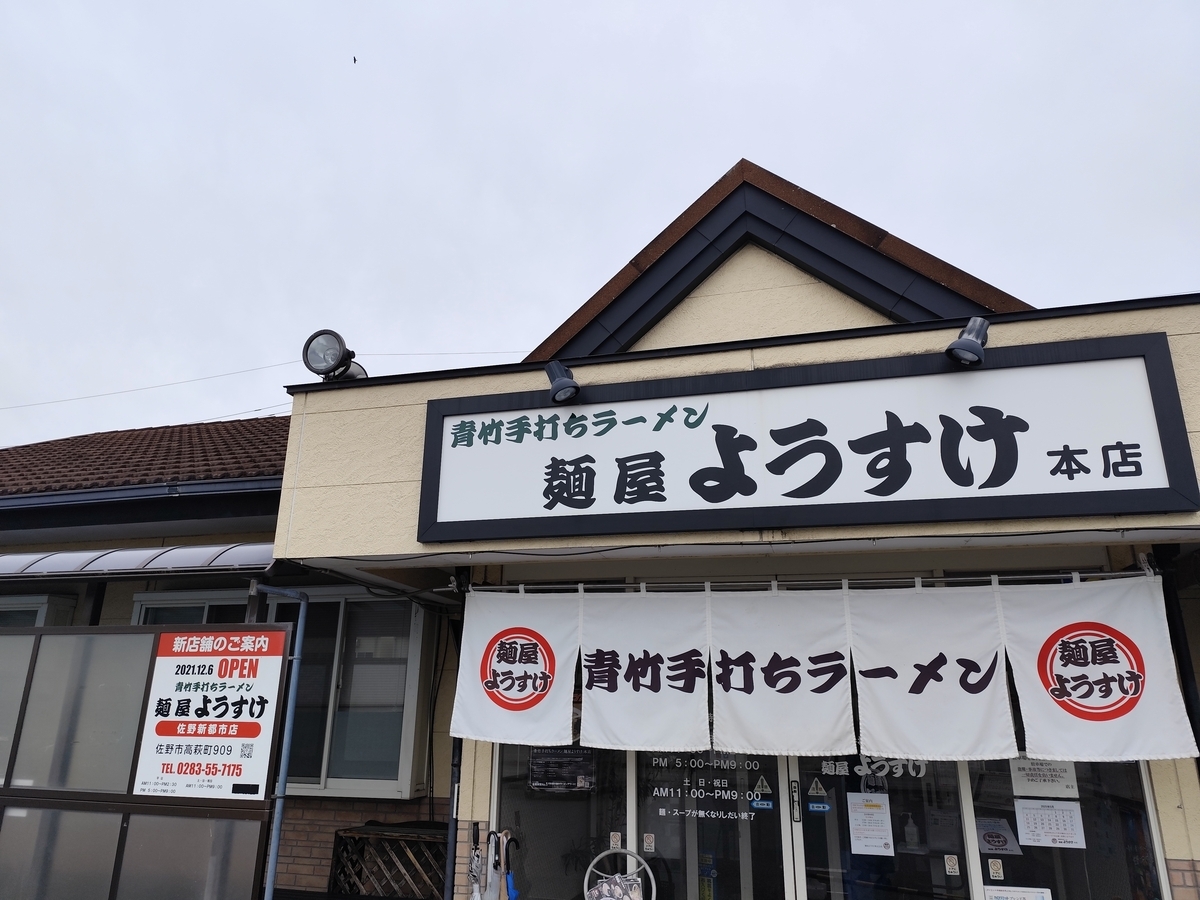 青竹手打ちラーメン
麺屋 ようすけ 本店
麺屋
ようすけ
青竹手打ちラーメン
麺屋
ようすけ
新店舗のご案内
2021.12.6 OPEN
青竹手打ちラーメン
麺屋 ようすけ
佐野新都市店
佐野市高萩町909
TEL 0283-55-7175
PM 5:00〜PM9:00
土・日・祝日
AM11:00〜PM9:00
麺・スープが無くなりしだい終了
麺屋 ようすけ